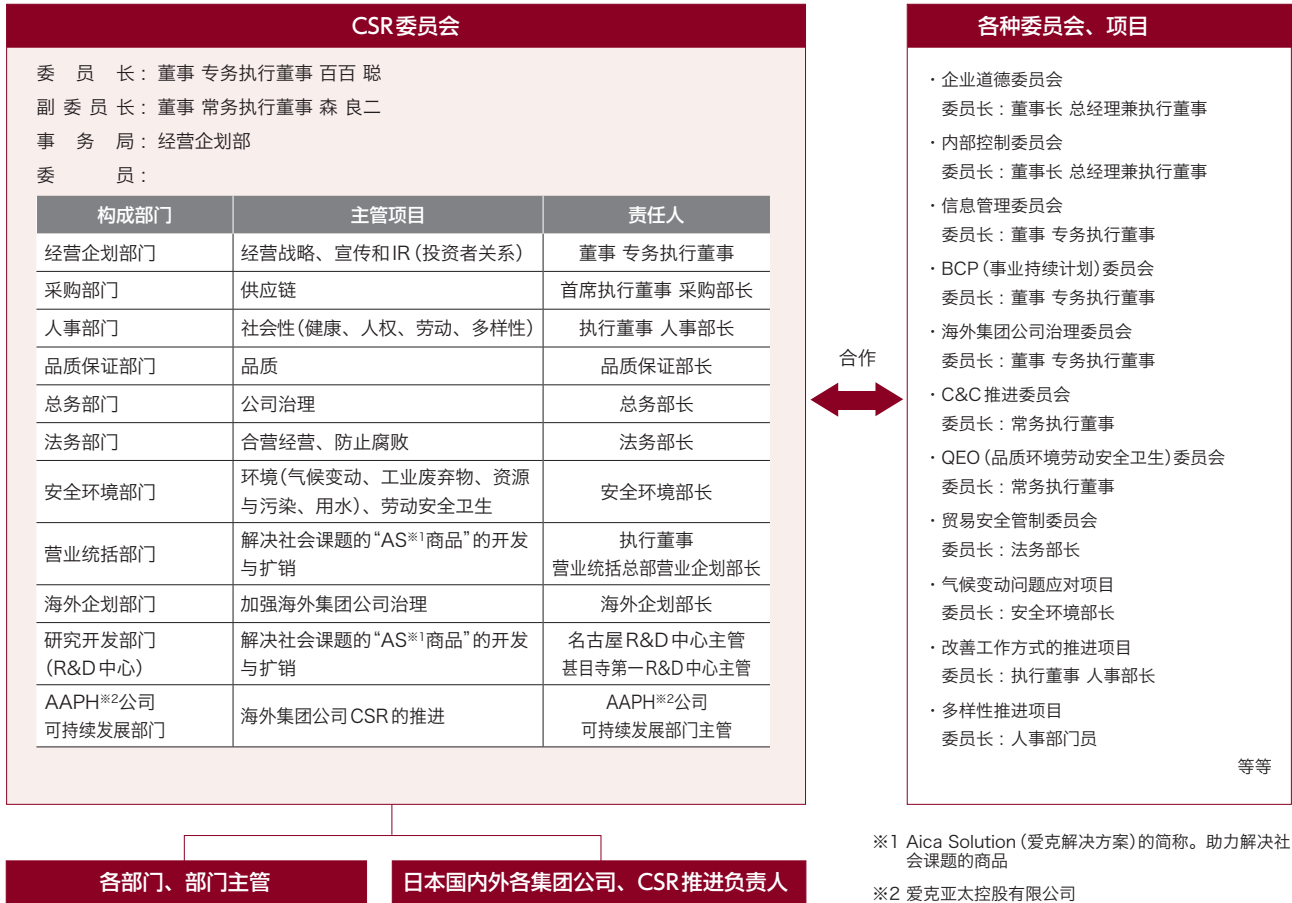 CSR委员会
委员长：董事 专务执行董事 百百 聪
副委员长：董事 常务执行董事 森 良二
事务局：经营企划部
委员：
构成部门 主管项目 责任人
经营企划部门 经营战略、宣传和IR（投资者关系） 董事 专务执行董事
采购部门 供应链 首席执行董事 采购部长
人事部门 社会性（健康、人权、劳动、多样性） 执行董事 人事部长
品质保证部门 品质 品质保证部长
总务部门 公司治理 总务部长
法务部门 合营经营、防止腐败 法务部长
安全环境部门 环境（气候变动、工业废弃物、资源
与污染、用水）、劳动安全卫生 安全环境部长
营业统括部门 解决社会课题的“AS※1商品”的开发
与扩销 执行董事
营业统括总部营业企划部长
海外企划部门 加强海外集团公司治理 海外企划部长
研究开发部门
（R&D中心） 解决社会课题的“AS※1商品”的开发
与扩销 名古屋R&D中心主管
甚目寺第一R&D中心主管
AAPH※2公司
可持续发展部门 海外集团公司CSR的推进 AAPH※2公司
可持续发展部门主管
合作
各种委员会、项目
・企业道德委员会
委员长：董事长 总经理兼执行董事
・内部控制委员会
委员长：董事长 总经理兼执行董事
・信息管理委员会
委员长：董事 专务执行董事
・BCP（事业持续计划）委员会
委员长：董事 专务执行董事
・海外集团公司治理委员会
委员长：董事 专务执行董事
・C&C推进委员会
委员长：常务执行董事
・QEO（品质环境劳动安全卫生）委员会
委员长：常务执行董事
・贸易安全管制委员会
委员长：法务部长
・气候变动问题应对项目
委员长：安全环境部长
・改善工作方式的推进项目
委员长：执行董事 人事部长
・多样性推进项目
委员长：人事部门员
等等
各部门、部门主管
日本国内外各集团公司、CSR推进负责人
※1 Aica Solution（爱克解决方案）的简称。助力解决社
会课题的商品
※2 爱克亚太控股有限公司